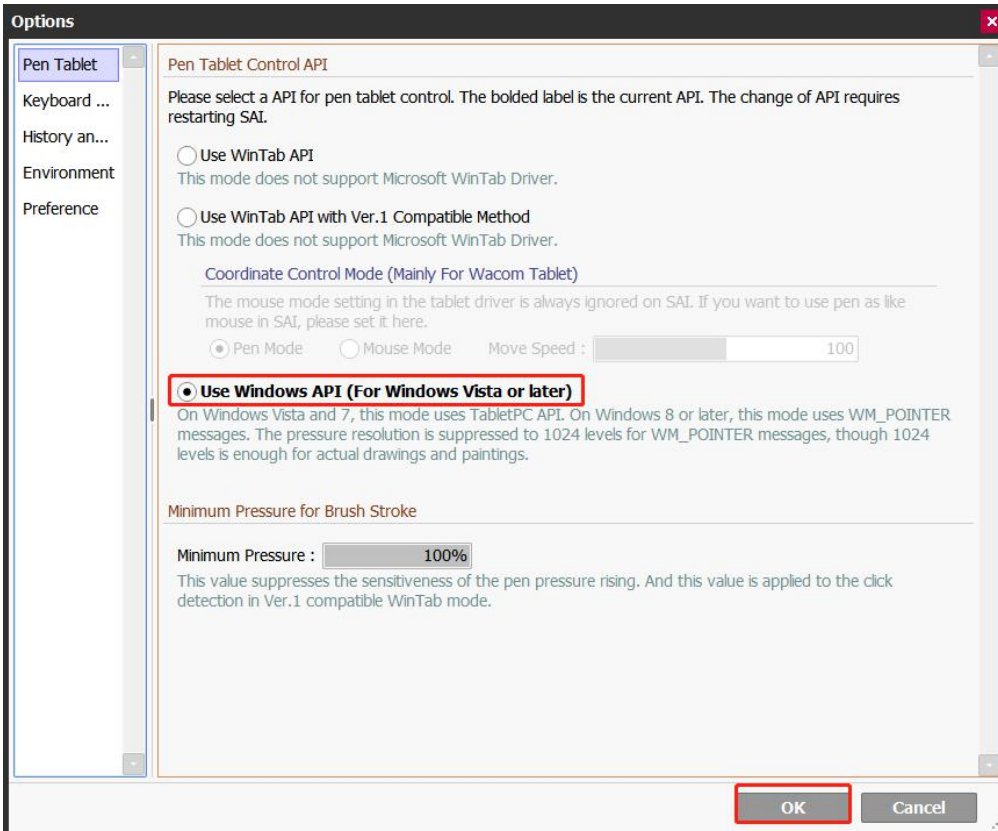 Options
Pen Tablet
Keyboard ...
History an...
Environment
Preference
Pen Tablet Control API
Please select a API for pen tablet control. The bolded label is the current API. The change of API requires
restarting SAI.
Use WinTab API
This mode does not support Microsoft WinTab Driver.
Use WinTab API with Ver.1 Compatible Method
This mode does not support Microsoft WinTab Driver.
Coordinate Control Mode (Mainly For Wacom Tablet)
The mouse mode setting in the tablet driver is always ignored on SAI. If you want to use pen as like
mouse in SAI, please set it here.
Pen Mode Mouse Mode Move Speed : 100
Use Windows API (For Windows Vista or later)
On Windows Vista and 7, this mode uses TabletPC API. On Windows 8 or later, this mode uses WM_POINTER
messages. The pressure resolution is suppressed to 1024 levels for WM_POINTER messages, though 1024
levels is enough for actual drawings and paintings.
Minimum Pressure for Brush Stroke
Minimum Pressure : 100%
This value suppresses the sensitiveness of the pen pressure rising. And this value is applied to the click
detection in Ver.1 compatible WinTab mode.
OK Cancel